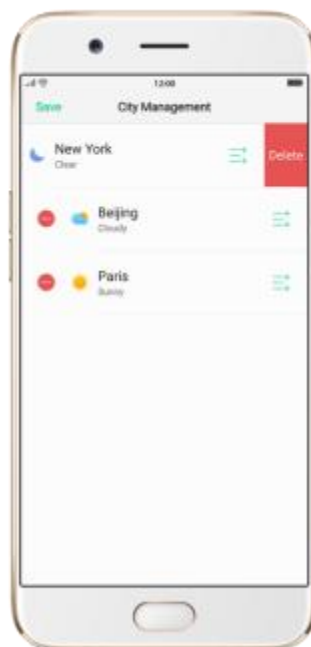 12:00
Save City Management
New York
Clear
Delete
Beijing
Cloudy
Paris
Sunny